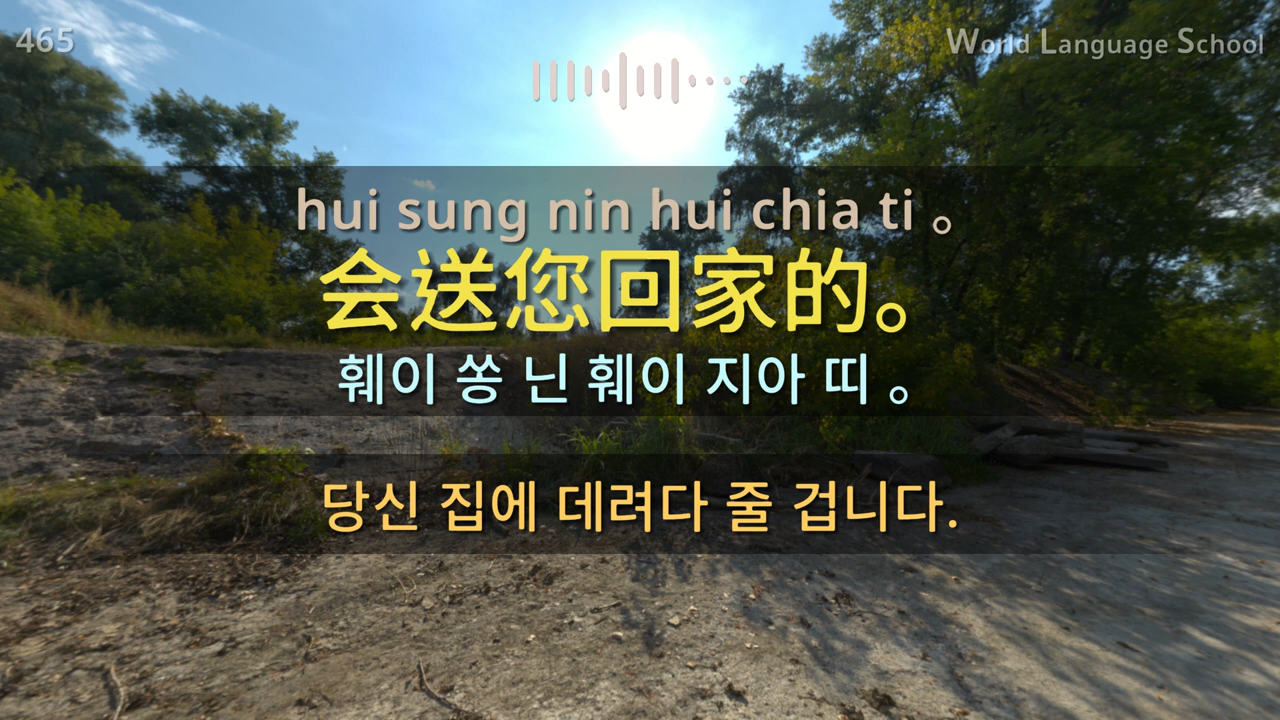 465
World Language School
hui sung nin hui chia ti 。
会送您回家的。
훼이 쏭 닌 훼이 지아 띠 。
당신 집에 데려다 줄 겁니다.